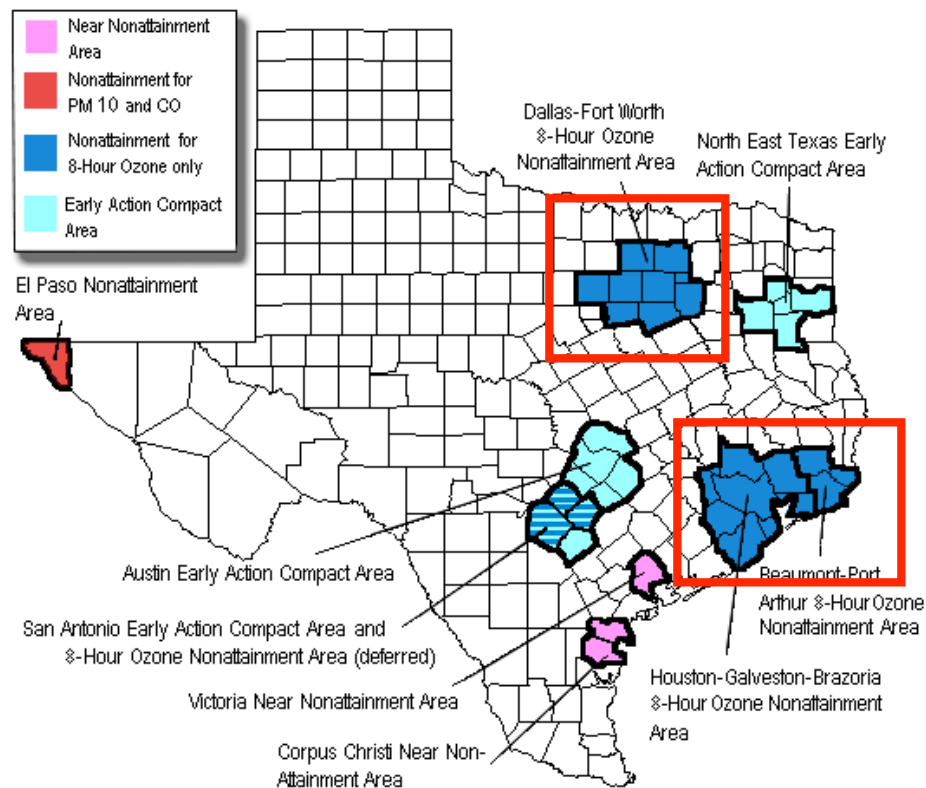 Near Nonattainment
Area
Nonattainment for
PM 10 and CO
Nonattainment for
8-Hour Ozone only
Early Action Compact
Area
Dallas-Fort Worth
8-Hour Ozone
Nonattainment Area
North East Texas Early
Action Compact Area
El Paso Nonattainment
Area
Austin Early Action Compact Area
San Antonio Early Action Compact Area and
8-Hour Ozone Nonattainment Area (deferred)
Victoria Near Nonattainment Area
Corpus Christi Near Non-
Attainment Area
Beaumont-Port
Arthur 8-Hour Ozone
Nonattainment Area
Houston-Galveston-Brazoria
8-Hour Ozone Nonattainment
Area